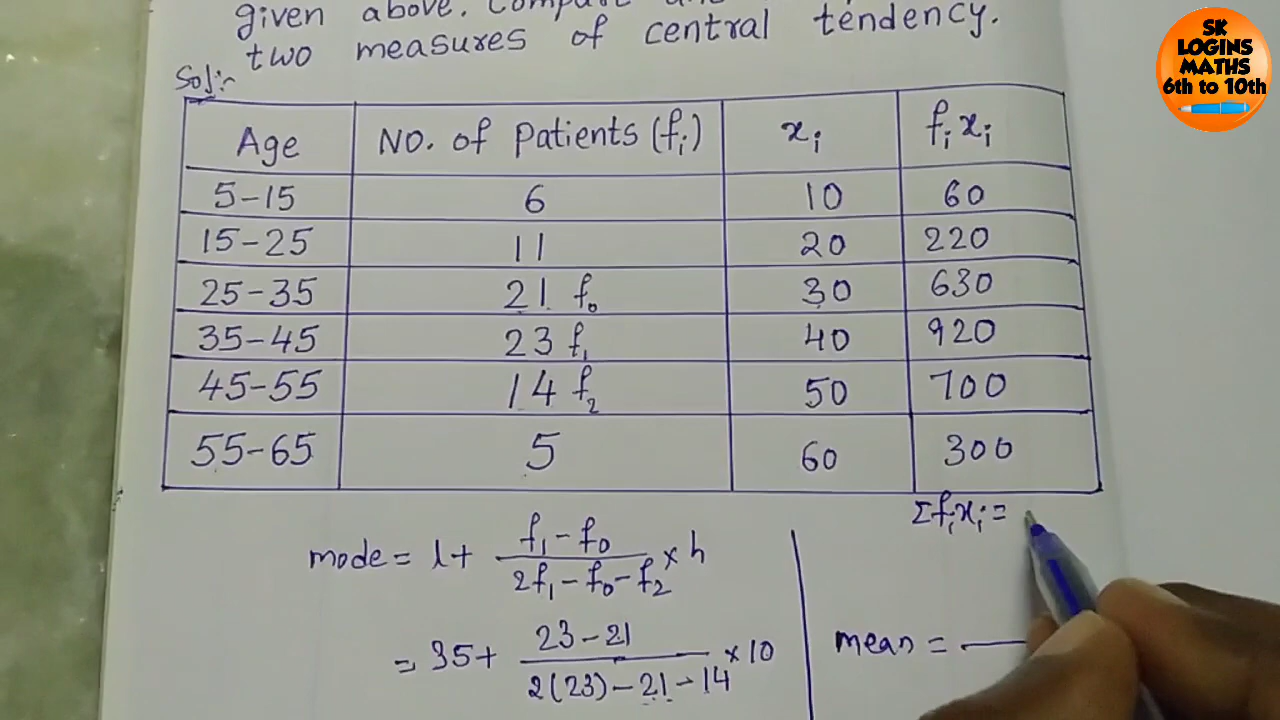 given above.
two measures of central tendency.
Sol:-
Age NO. of Patients (fi) xi fi xi
5-15 6 10 60
15-25 11 20 220
25-35 21 f0 30 630
35-45 23 f1 40 920
45-55 14 f2 50 700
55-65 5 60 300
Σfixi =
mode = l + f1 - f0 / 2f1 - f0 - f2 × h
= 35 + 23 - 21 / 2(23) - 21 - 14 × 10
mean =
SK
LOGINS
MATHS
6th to 10th